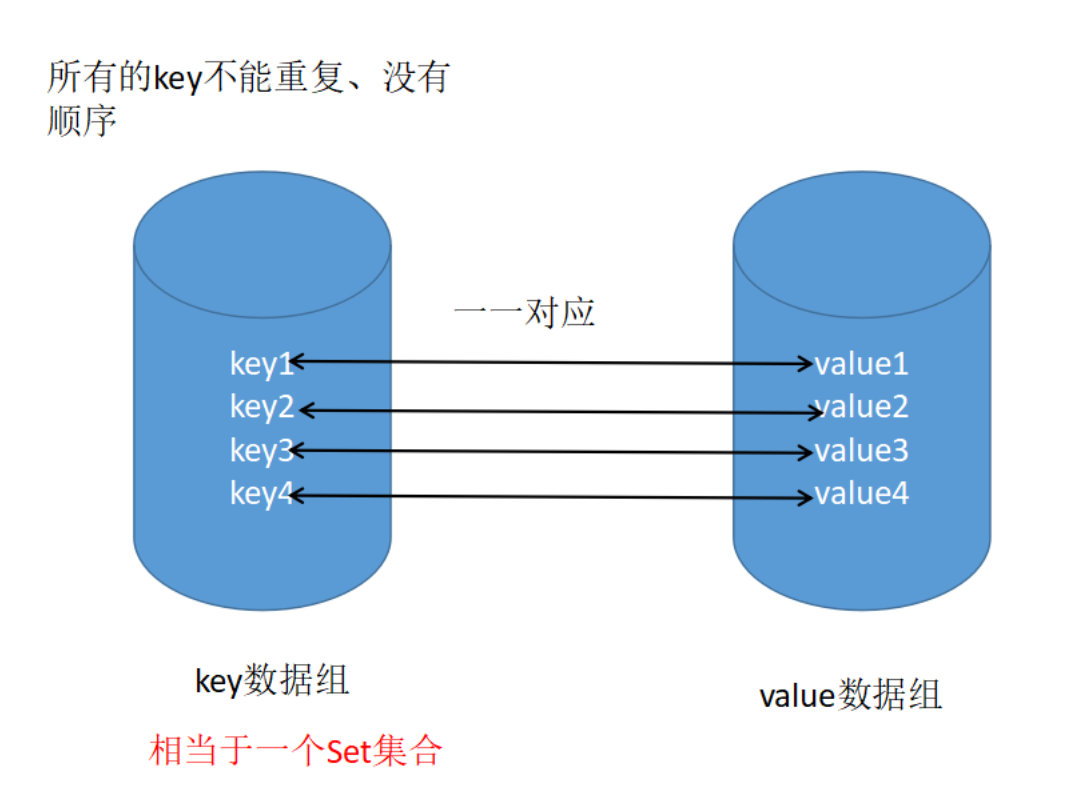 所有的key不能重复、没有
顺序
一一对应
key1 value1
key2 value2
key3 value3
key4 value4
key数据组
value数据组
相当于一个Set集合